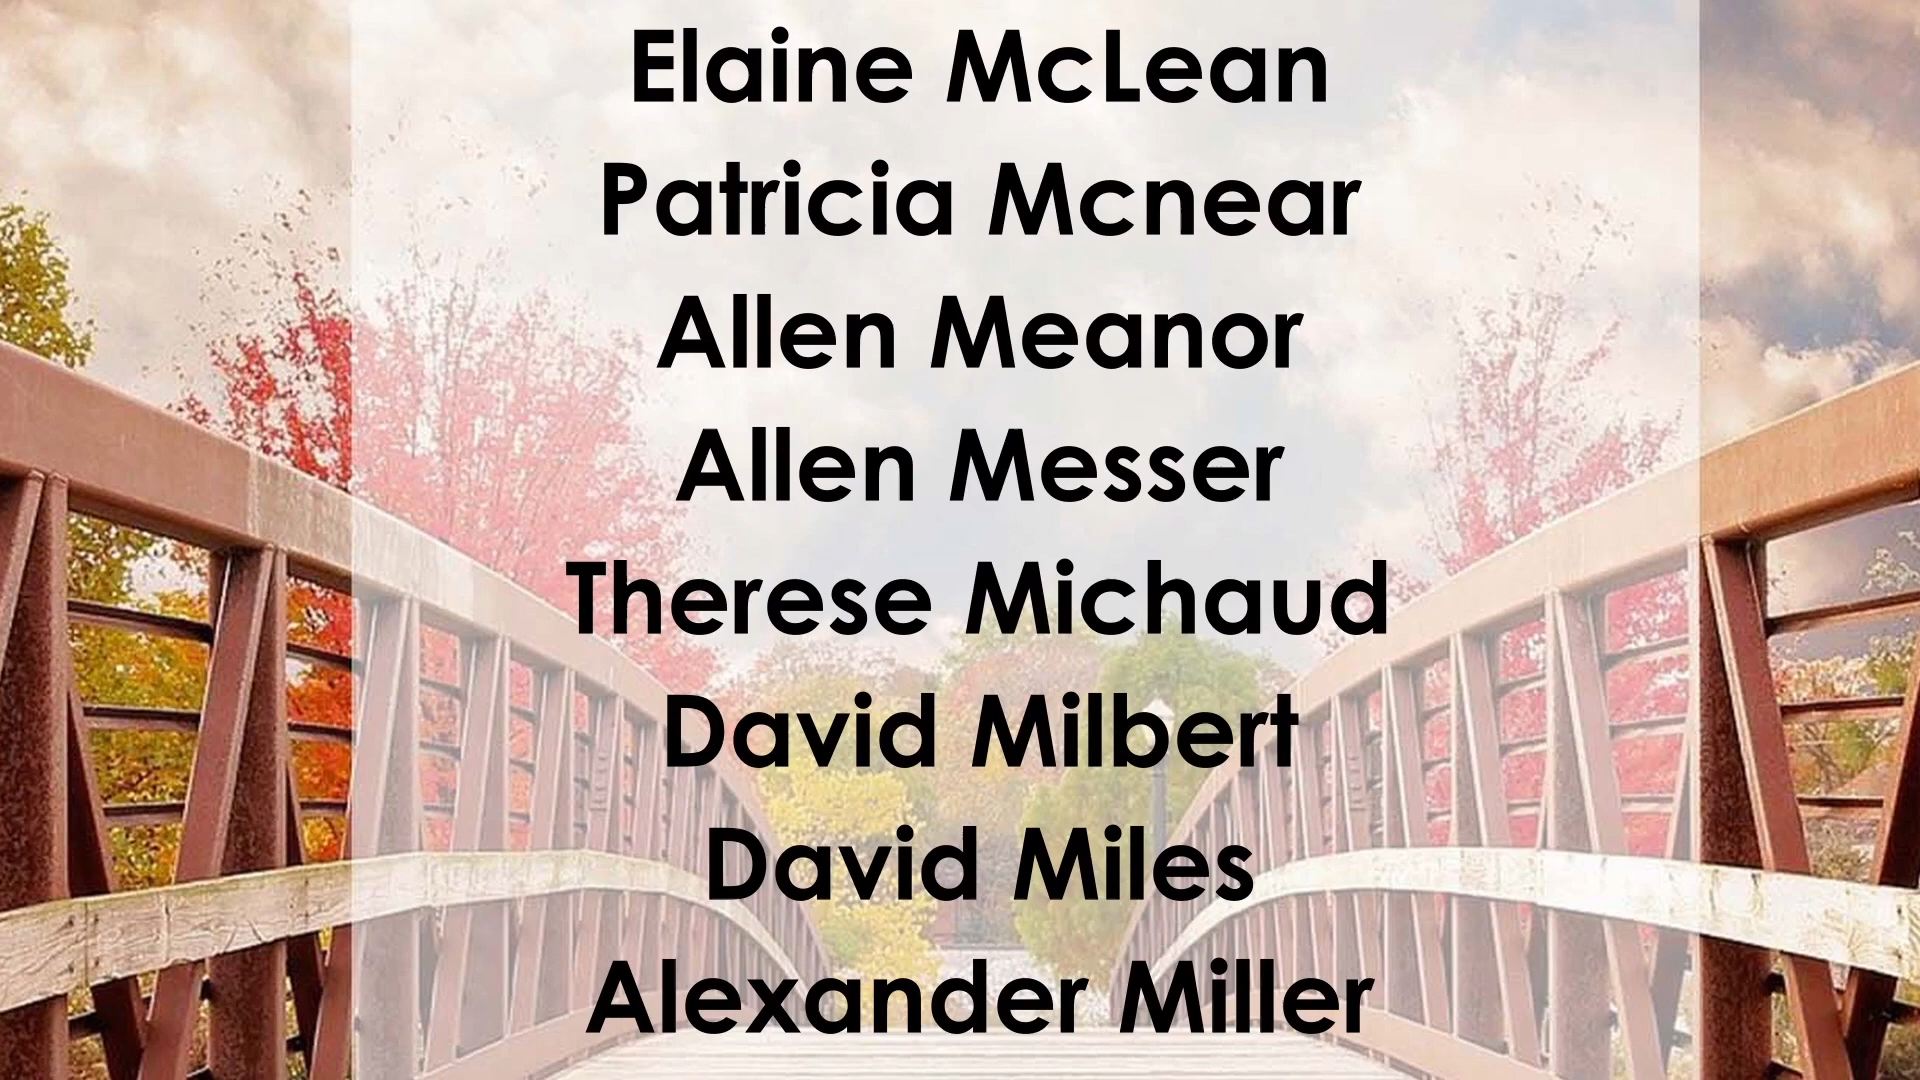 Elaine McLean
Patricia Mcnear
Allen Meanor
Allen Messer
Therese Michaud
David Milbert
David Miles
Alexander Miller